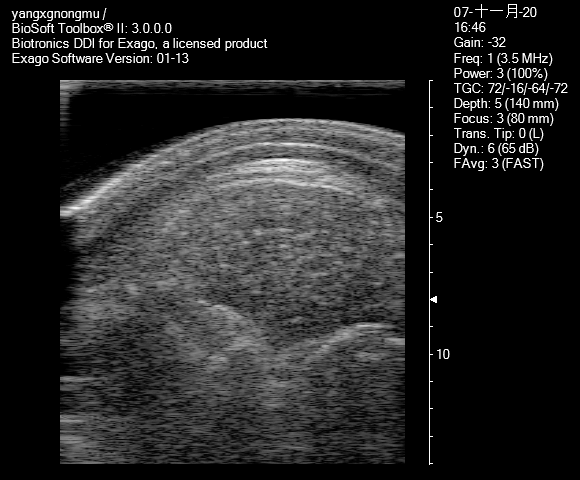 yangxgnongmu /
BioSoft Toolbox® II: 3.0.0.0
Biotronics DDI for Exago, a licensed product
Exago Software Version: 01-13
07-十一月-20
16:46
Gain: -32
Freq: 1 (3.5 MHz)
Power: 3 (100%)
TGC: 72/-16/-64/-72
Depth: 5 (140 mm)
Focus: 3 (80 mm)
Trans. Tip: 0 (L)
Dyn.: 6 (65 dB)
FAvg: 3 (FAST)
5
10